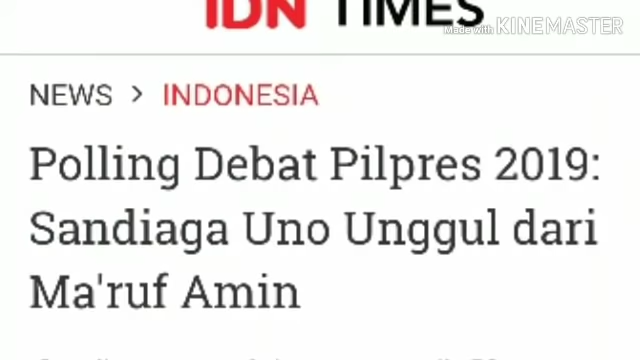 IDN TIMES
Made with KINEMASTER
NEWS > INDONESIA
Polling Debat Pilpres 2019:
Sandiaga Uno Unggul dari
Ma'ruf Amin